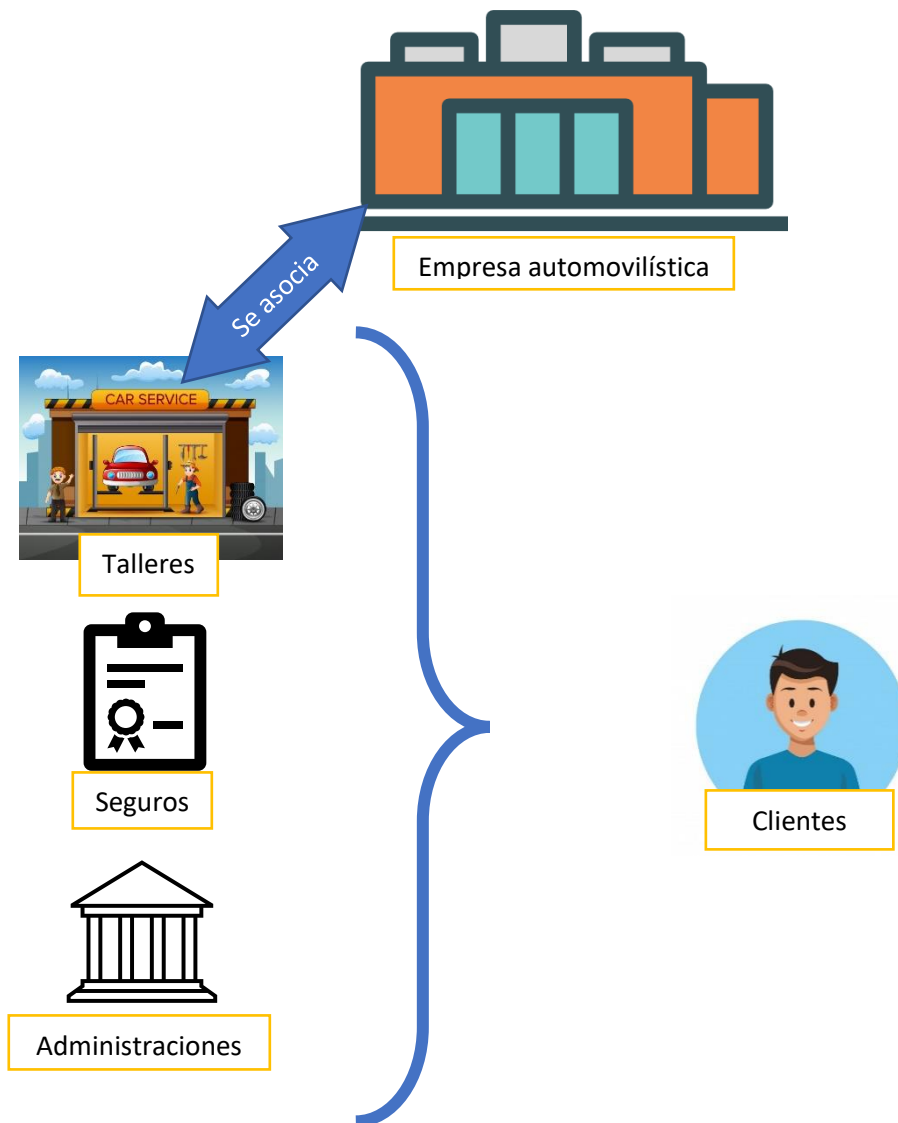 Empresa automovilística
Se asocia
CAR SERVICE
Talleres
Seguros
Clientes
Administraciones